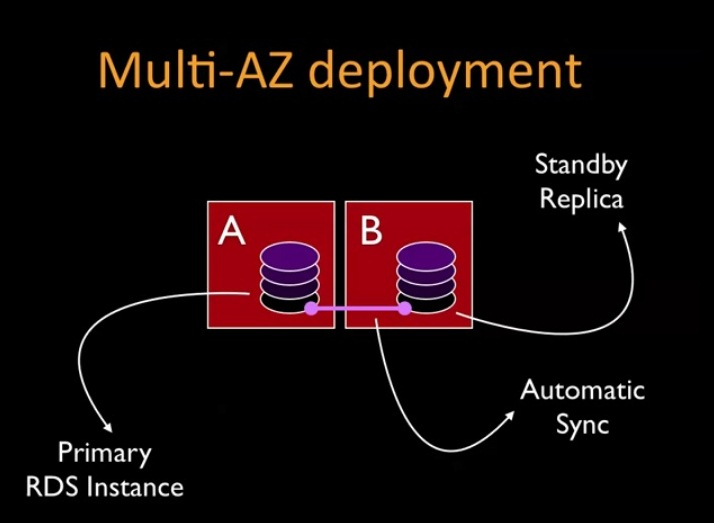 Multi-AZ deployment
Standby
Replica
A
B
Automatic
Sync
Primary
RDS Instance